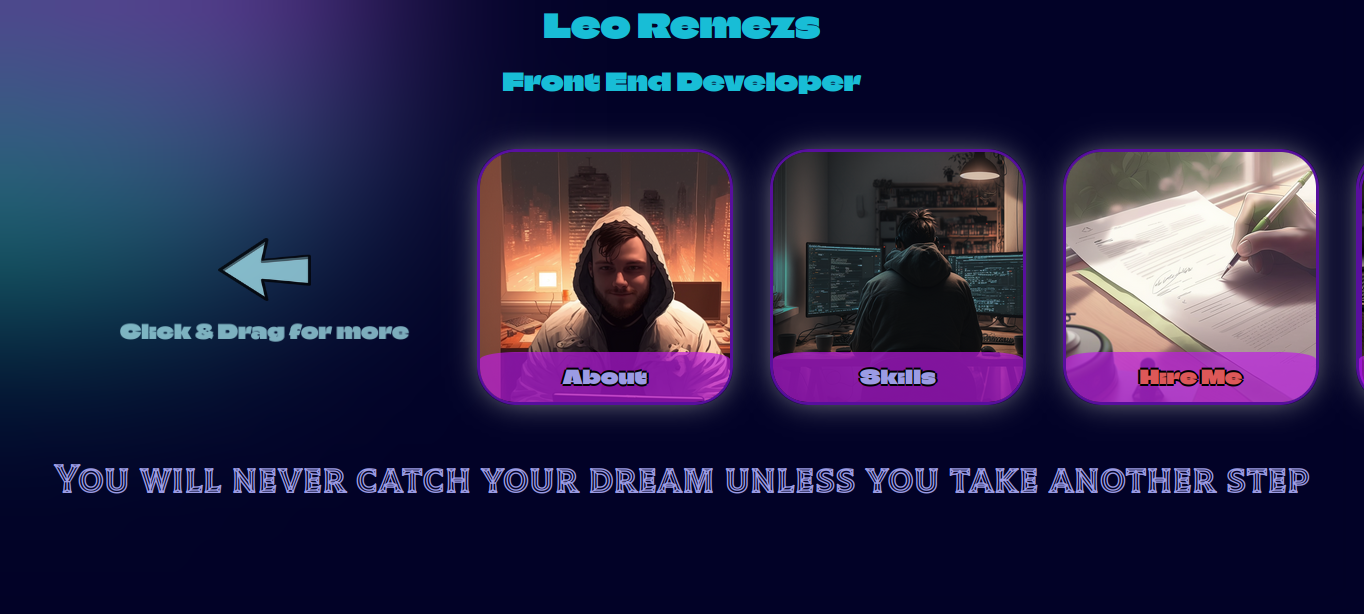 Leo Remezs
Front End Developer
Click & Drag for more
About
Skills
Hire Me
You will never catch your dream unless you take another step